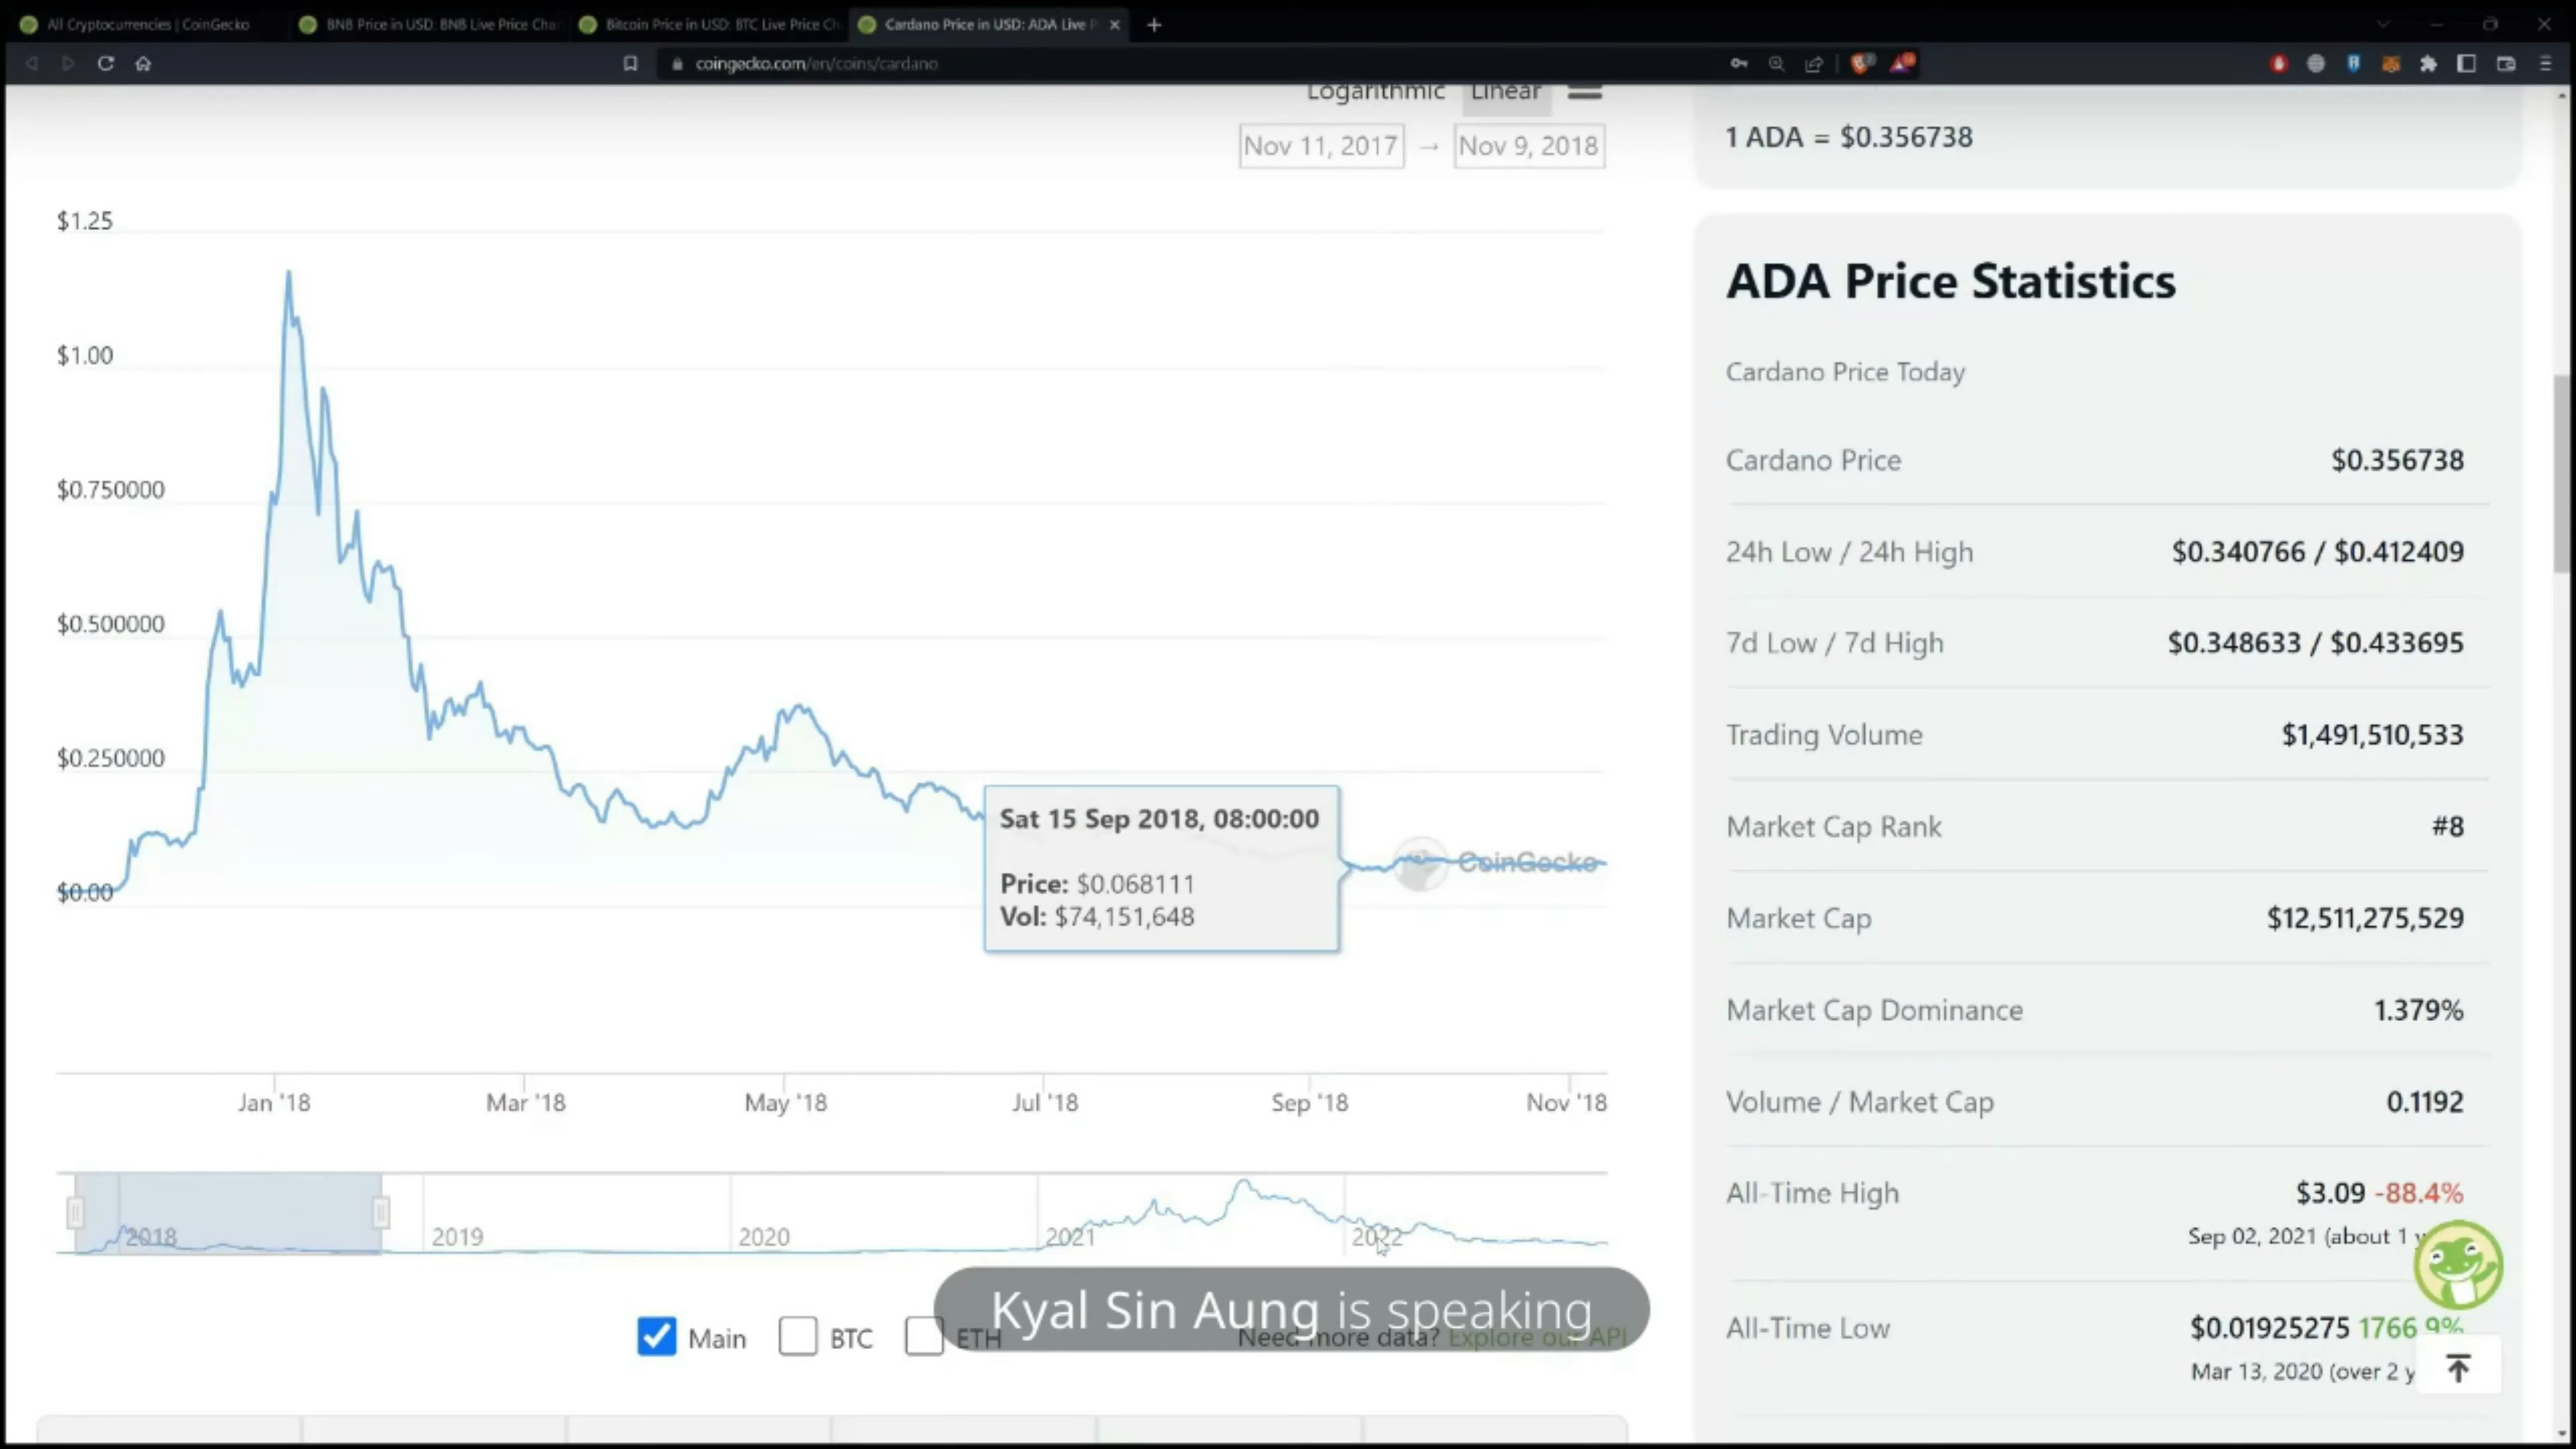 All Cryptocurrencies | CoinGecko
BNB Price in USD: BNB Live Price Cha
Bitcoin Price in USD: BTC Live Price Ch
Cardano Price in USD: ADA Live P
coingecko.com/en/coins/cardano
Logarithmic Linear
Nov 11, 2017 → Nov 9, 2018
$1.25
$1.00
$0.750000
$0.500000
$0.250000
$0.00
Sat 15 Sep 2018, 08:00:00
Price: $0.068111
Vol: $74,151,648
CoinGecko
Jan '18 Mar '18 May '18 Jul '18 Sep '18 Nov '18
2018 2019 2020 2021 2022
Kyal Sin Aung is speaking
Main BTC ETH Need more data? Explore our API
1 ADA = $0.356738
ADA Price Statistics
Cardano Price Today
Cardano Price $0.356738
24h Low / 24h High $0.340766 / $0.412409
7d Low / 7d High $0.348633 / $0.433695
Trading Volume $1,491,510,533
Market Cap Rank #8
Market Cap $12,511,275,529
Market Cap Dominance 1.379%
Volume / Market Cap 0.1192
All-Time High $3.09 -88.4%
Sep 02, 2021 (about 1 y
All-Time Low $0.01925275 1766.9%
Mar 13, 2020 (over 2 y